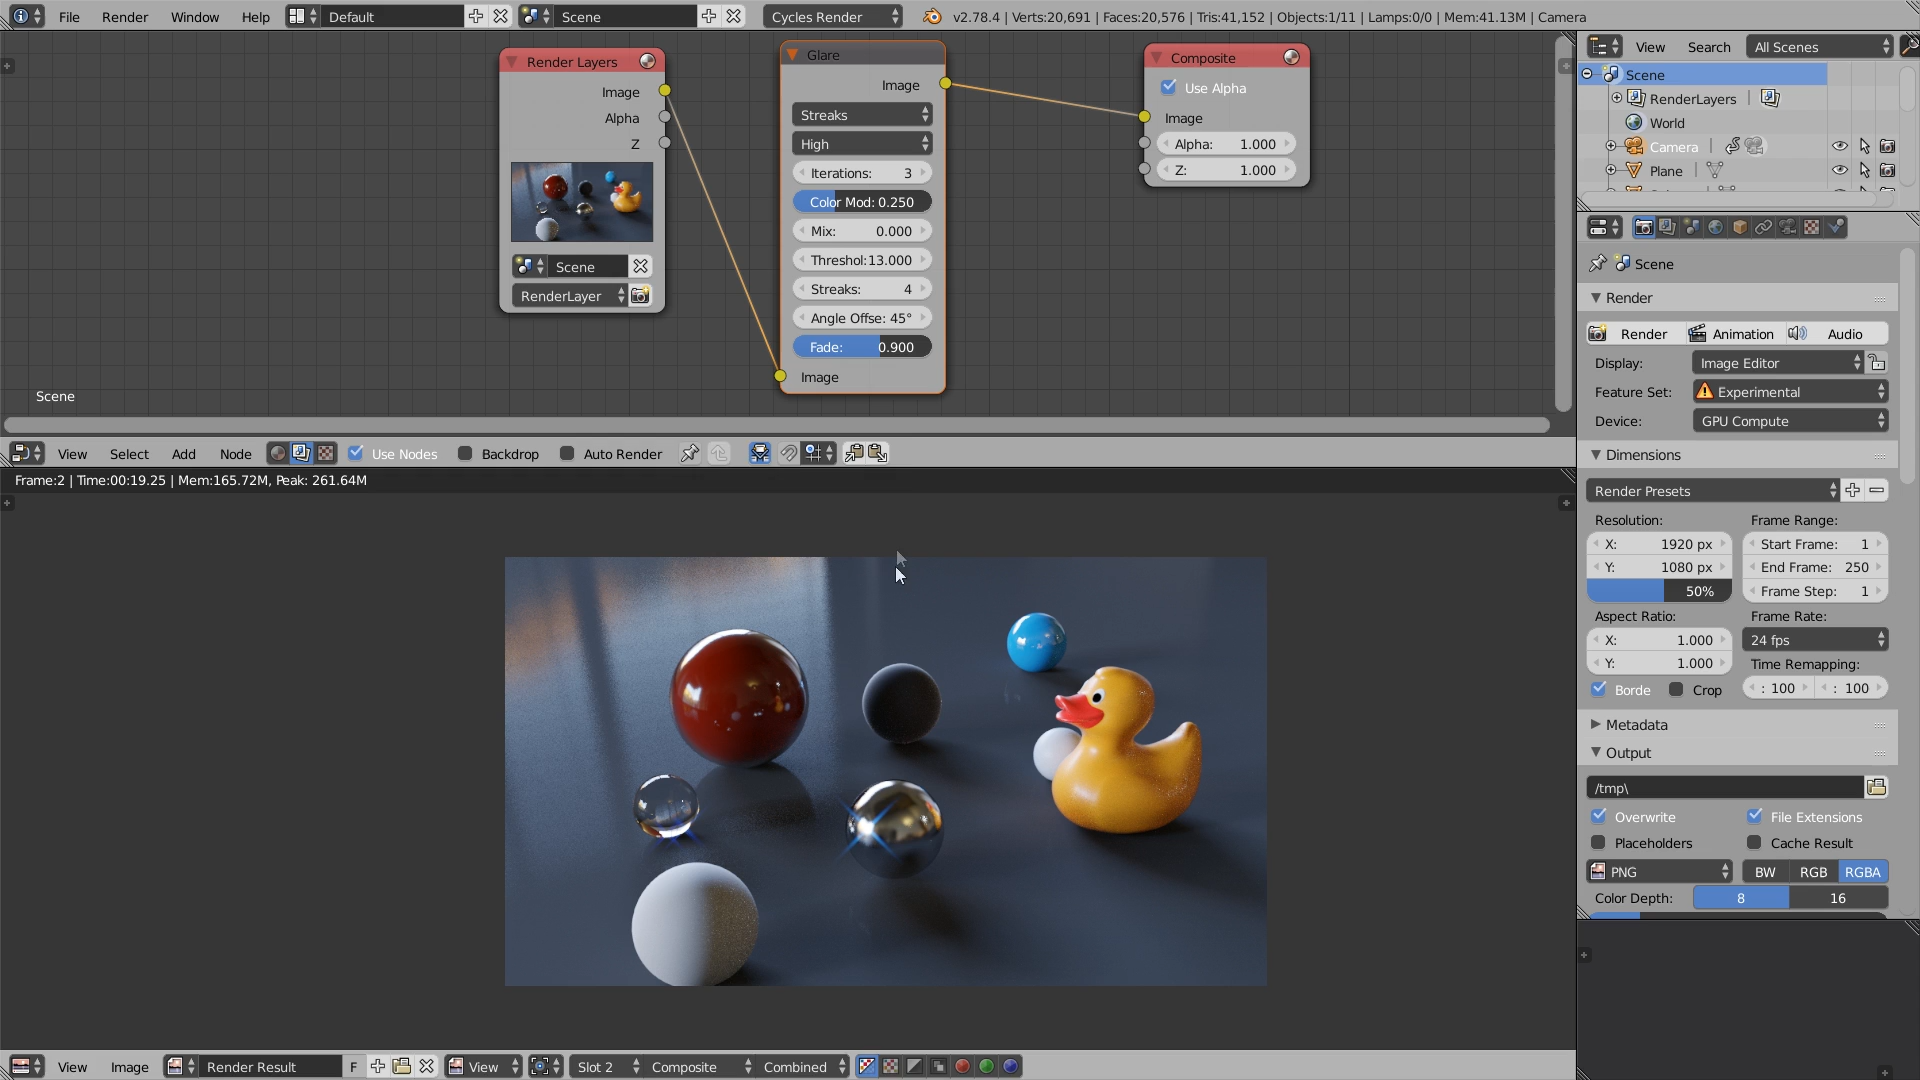 File Render Window Help Default Scene Cycles Render v2.78.4 | Verts:20,691 | Faces:20,576 | Tris:41,152 | Objects:1/11 | Lamps:0/0 | Mem:41.13M | Camera
Render Layers
Image
Alpha
Z
Scene
RenderLayer
Glare
Image
Streaks
High
Iterations: 3
Color Mod: 0.250
Mix: 0.000
Threshol: 13.000
Streaks: 4
Angle Offse: 45°
Fade: 0.900
Image
Composite
Use Alpha
Image
Alpha: 1.000
Z: 1.000
Scene
View Select Add Node Use Nodes Backdrop Auto Render
Frame:2 | Time:00:19.25 | Mem:165.72M, Peak: 261.64M
View Image Render Result F View Slot 2 Composite Combined
View Search All Scenes
Scene
RenderLayers |
World
Camera |
Plane |
Scene
Render
Render Animation Audio
Display: Image Editor
Feature Set: Experimental
Device: GPU Compute
Dimensions
Render Presets
Resolution: Frame Range:
X: 1920 px Start Frame: 1
Y: 1080 px End Frame: 250
50% Frame Step: 1
Aspect Ratio: Frame Rate:
X: 1.000 24 fps
Y: 1.000 Time Remapping:
Borde Crop : 100 : 100
Metadata
Output
/tmp\
Overwrite File Extensions
Placeholders Cache Result
PNG BW RGB RGBA
Color Depth: 8 16